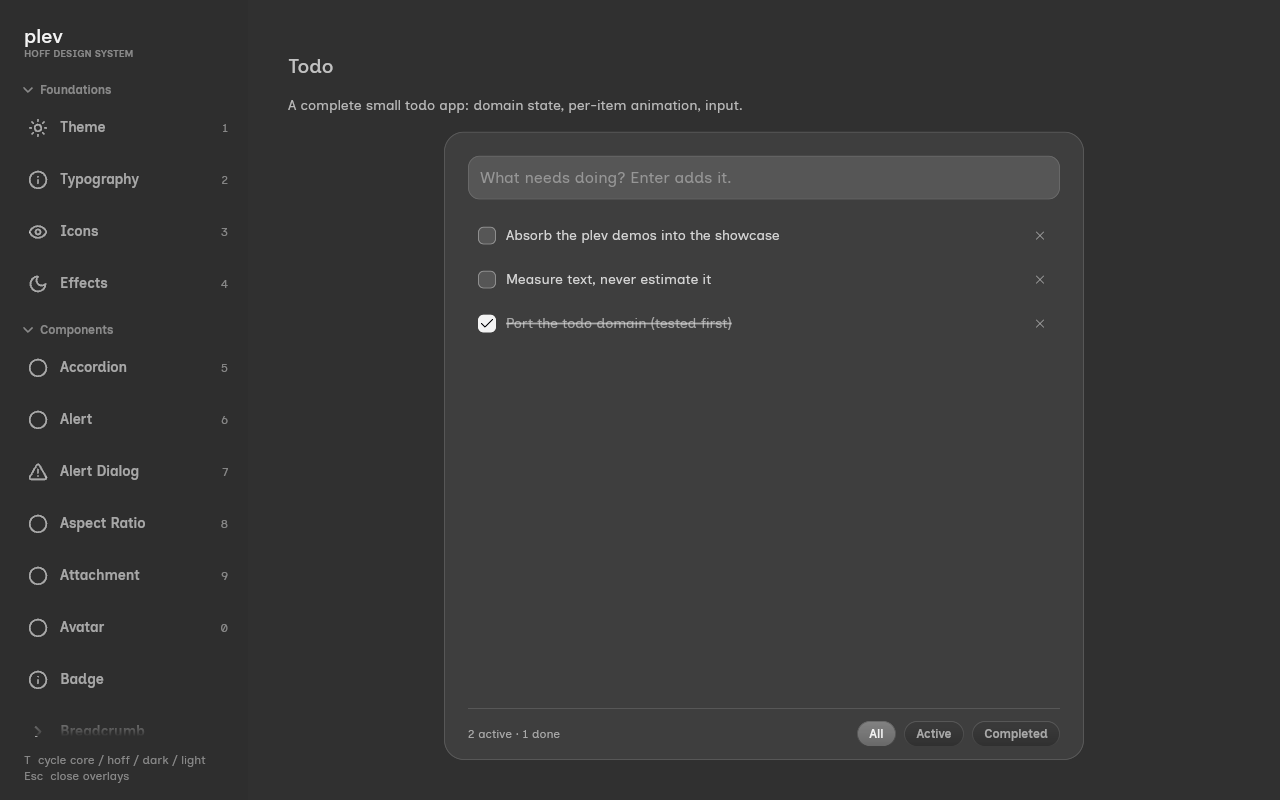 plev
HOFF DESIGN SYSTEM
Foundations
Theme 1
Typography 2
Icons 3
Effects 4
Components
Accordion 5
Alert 6
Alert Dialog 7
Aspect Ratio 8
Attachment 9
Avatar 0
Badge
Breadcrumb
T cycle core / hoff / dark / light
Esc close overlays
Todo
A complete small todo app: domain state, per-item animation, input.
What needs doing? Enter adds it.
Absorb the plev demos into the showcase
Measure text, never estimate it
Port the todo domain (tested first)
2 active · 1 done
All Active Completed